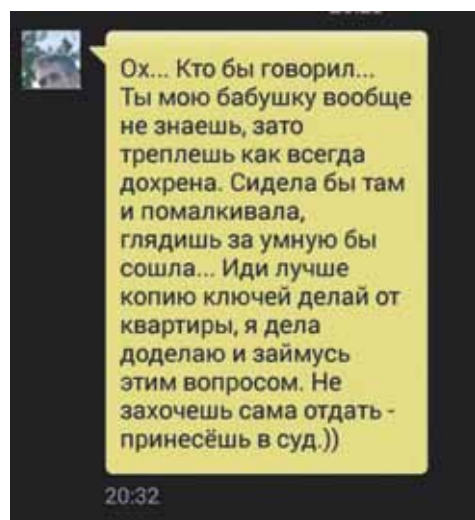 Ох... Кто бы говорил...
Ты мою бабушку вообще
не знаешь, зато
треплешь как всегда
дохрена. Сидела бы там
и помалкивала,
глядишь за умную бы
сошла... Иди лучше
копию ключей делай от
квартиры, я дела
доделаю и займусь
этим вопросом. Не
захочешь сама отдать -
принесёшь в суд.))
20:32